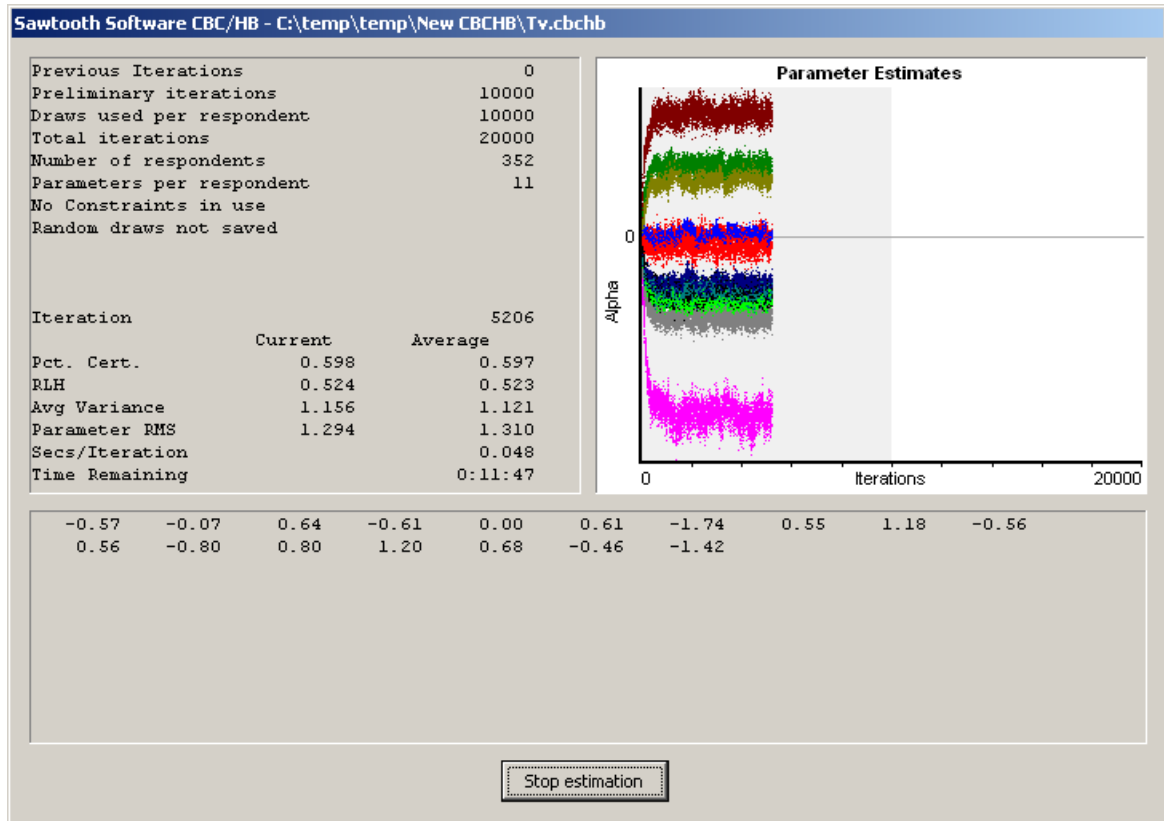 Sawtooth Software CBC/HB - C:\temp\temp\New CBCHB\Tv.cbchb
Previous Iterations 0
Preliminary iterations 10000
Draws used per respondent 10000
Total iterations 20000
Number of respondents 352
Parameters per respondent 11
No Constraints in use
Random draws not saved
Iteration 5206
Current Average
Pct. Cert. 0.598 0.597
RLH 0.524 0.523
Avg Variance 1.156 1.121
Parameter RMS 1.294 1.310
Secs/Iteration 0.048
Time Remaining 0:11:47
Parameter Estimates
0
Alpha
0 Iterations 20000
-0.57 -0.07 0.64 -0.61 0.00 0.61 -1.74 0.55 1.18 -0.56
0.56 -0.80 0.80 1.20 0.68 -0.46 -1.42
Stop estimation